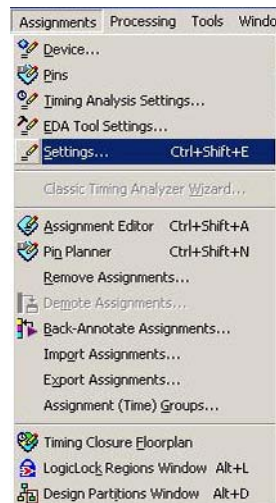 Assignments Processing Tools Windo
Device...
Pins
Timing Analysis Settings...
EDA Tool Settings...
Settings... Ctrl+Shift+E
Classic Timing Analyzer Wizard...
Assignment Editor Ctrl+Shift+A
Pin Planner Ctrl+Shift+N
Remove Assignments...
Demote Assignments...
Back-Annotate Assignments...
Import Assignments...
Export Assignments...
Assignment (Time) Groups...
Timing Closure Floorplan
LogicLock Regions Window Alt+L
Design Partitions Window Alt+D